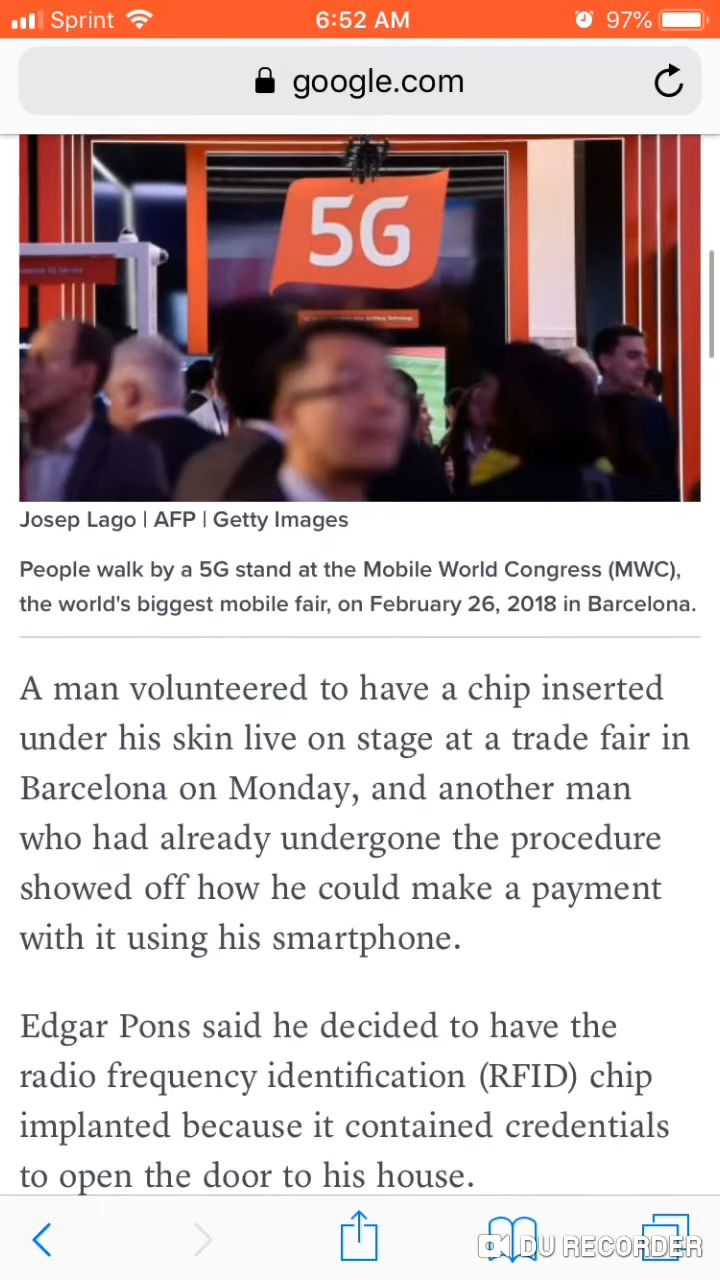 Sprint 6:52 AM 97%
google.com
5G
Josep Lago | AFP | Getty Images
People walk by a 5G stand at the Mobile World Congress (MWC),
the world's biggest mobile fair, on February 26, 2018 in Barcelona.
A man volunteered to have a chip inserted
under his skin live on stage at a trade fair in
Barcelona on Monday, and another man
who had already undergone the procedure
showed off how he could make a payment
with it using his smartphone.
Edgar Pons said he decided to have the
radio frequency identification (RFID) chip
implanted because it contained credentials
to open the door to his house.
DU RECORDER